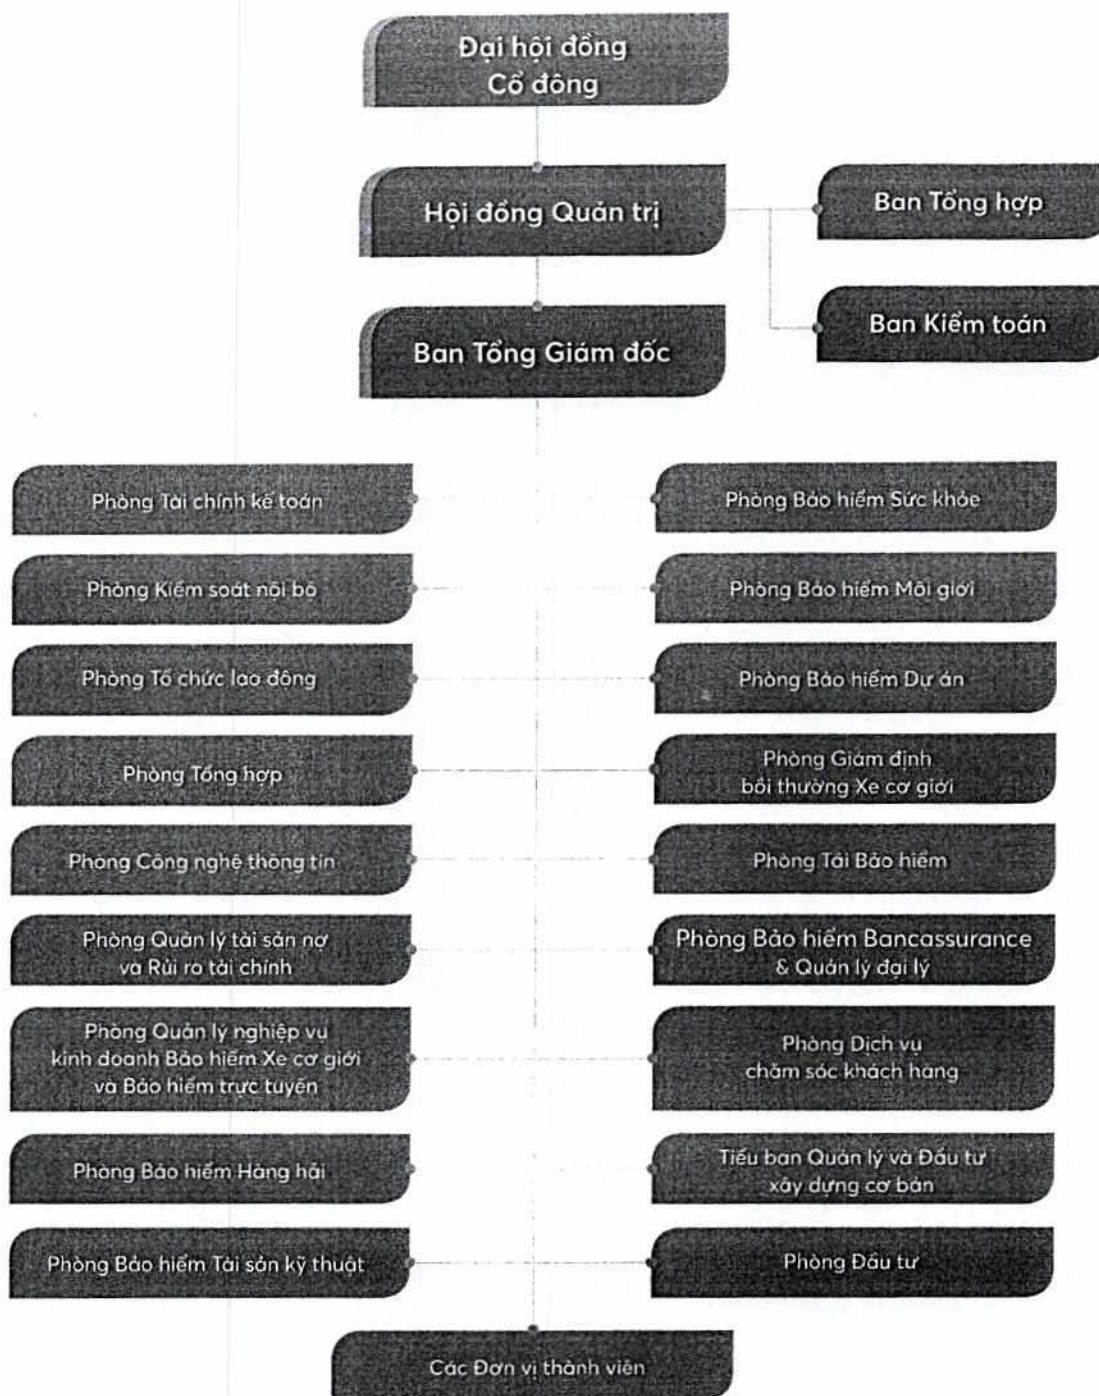 Đại hội đồng
Cổ đông
Hội đồng Quản trị
Ban Tổng hợp
Ban Kiểm toán
Ban Tổng Giám đốc
Phòng Tài chính kế toán
Phòng Bảo hiểm Sức khỏe
Phòng Kiểm soát nội bộ
Phòng Bảo hiểm Môi giới
Phòng Tổ chức lao động
Phòng Bảo hiểm Dự án
Phòng Tổng hợp
Phòng Giám định
bồi thường Xe cơ giới
Phòng Công nghệ thông tin
Phòng Tái Bảo hiểm
Phòng Quản lý tài sản nợ
và Rủi ro tài chính
Phòng Bảo hiểm Bancassurance
& Quản lý đại lý
Phòng Quản lý nghiệp vụ
kinh doanh Bảo hiểm Xe cơ giới
và Bảo hiểm trực tuyến
Phòng Dịch vụ
chăm sóc khách hàng
Phòng Bảo hiểm Hàng hải
Tiểu ban Quản lý và Đầu tư
xây dựng cơ bản
Phòng Bảo hiểm Tài sản kỹ thuật
Phòng Đầu tư
Các Đơn vị thành viên